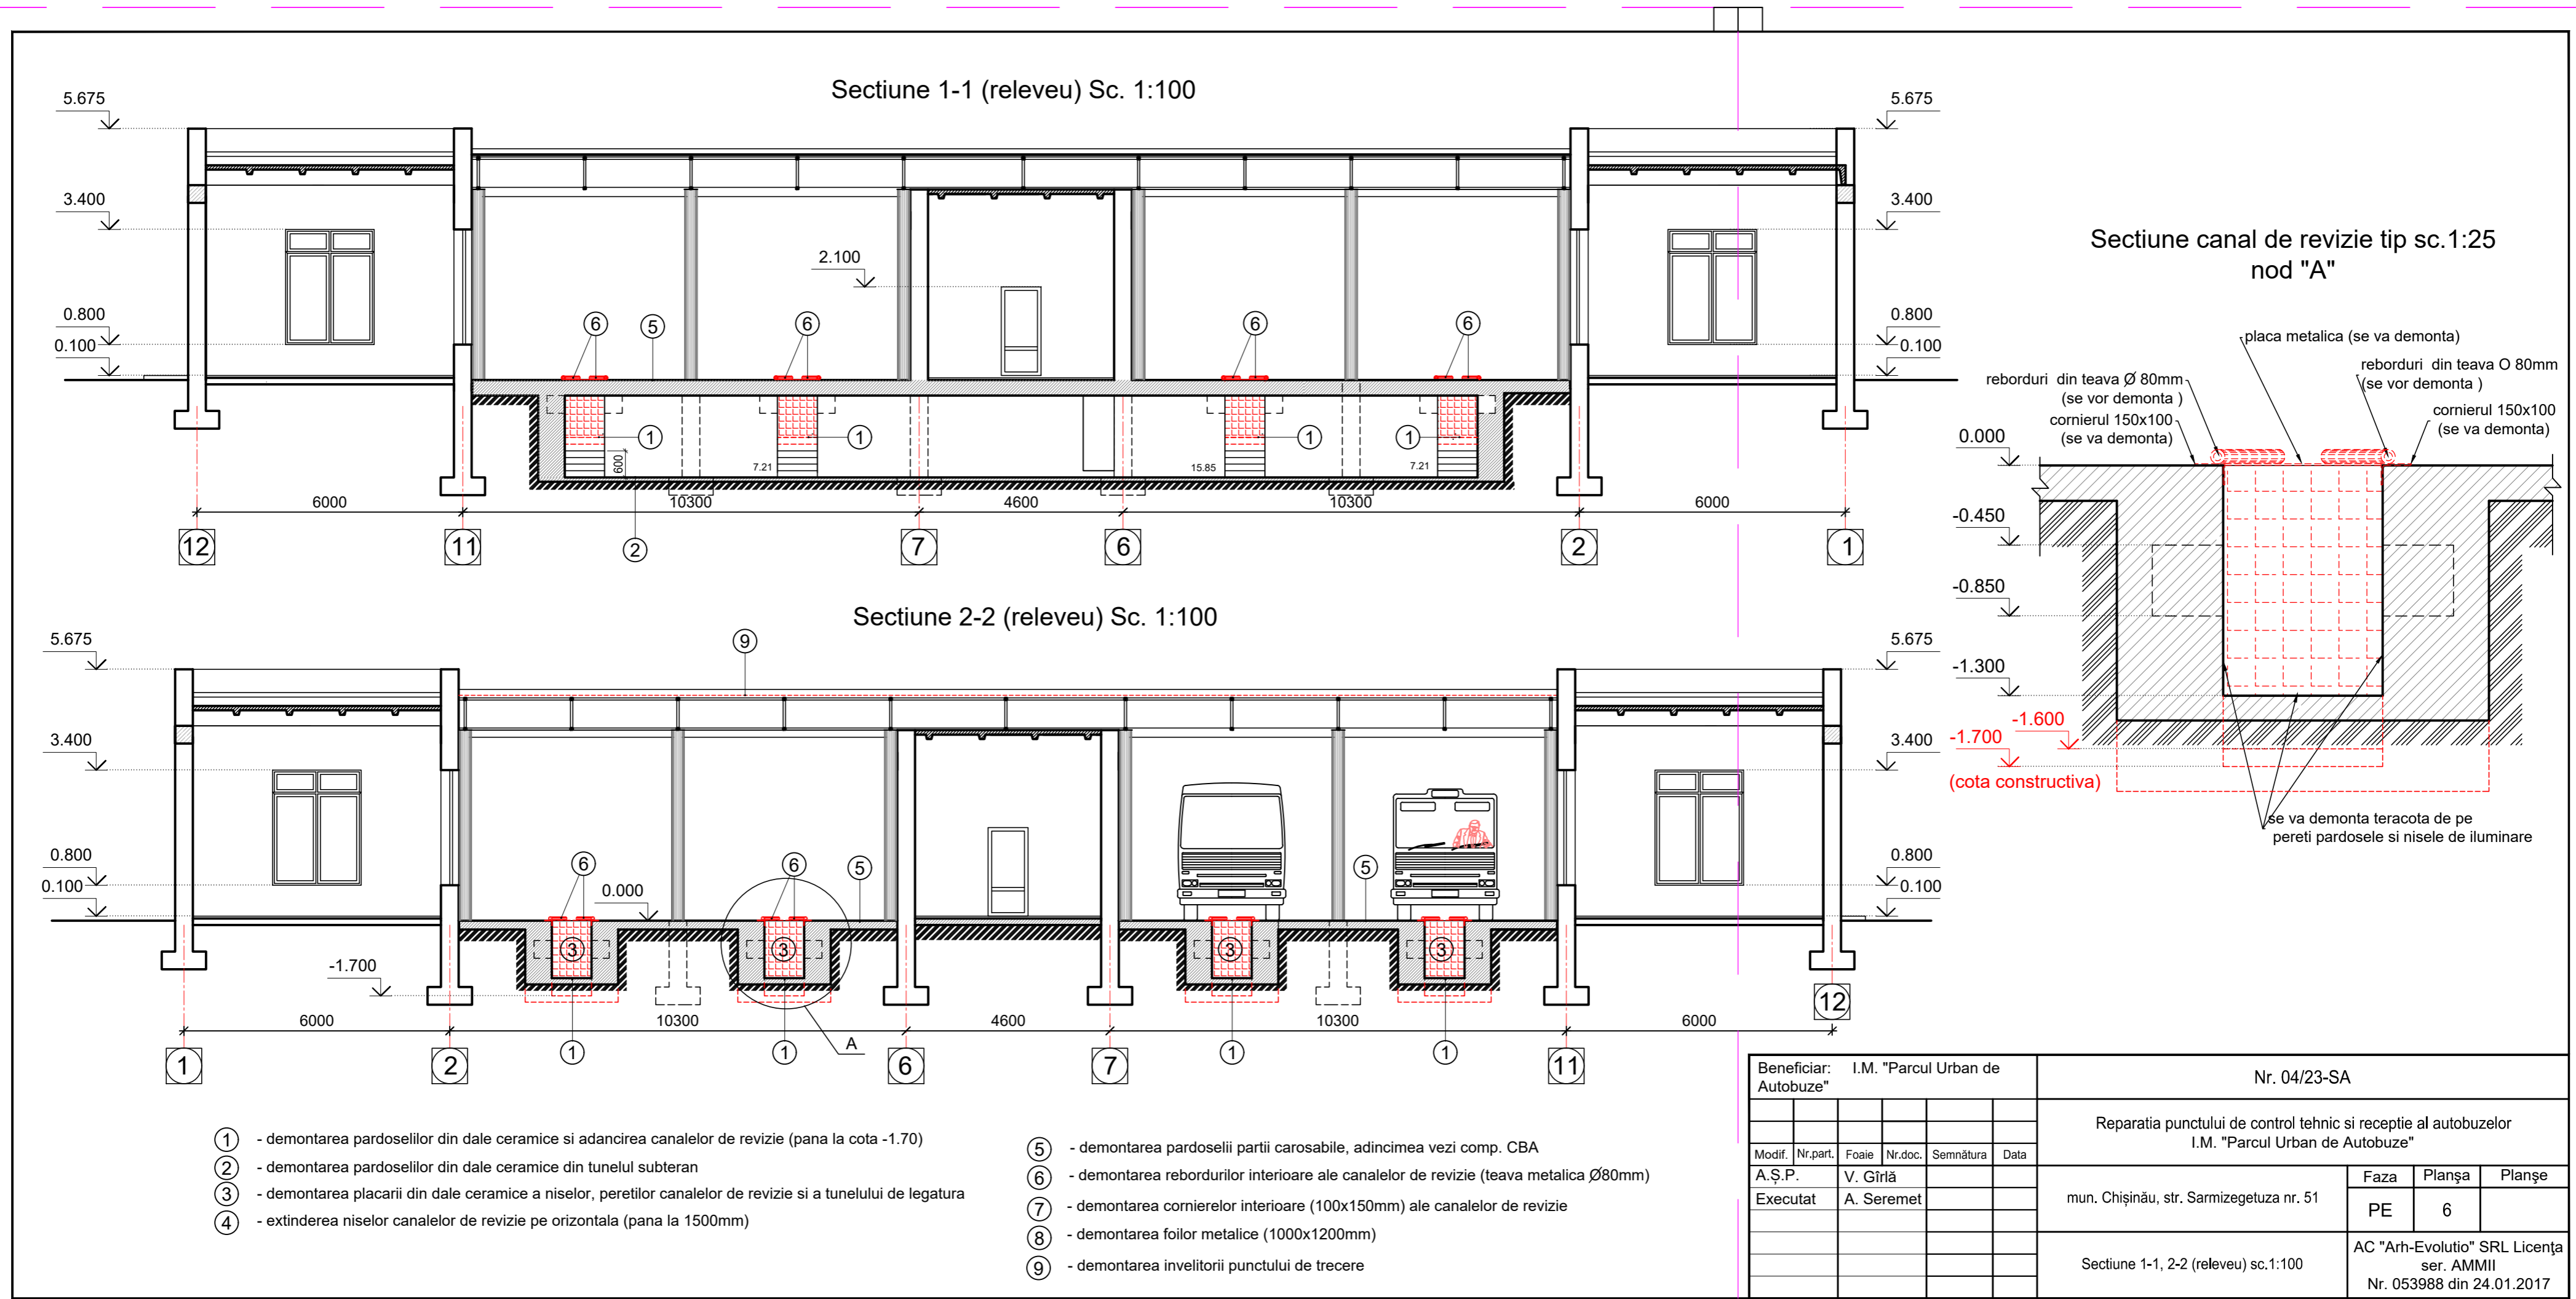 Sectiune 1-1 (releveu) Sc. 1:100
5.675
3.400
0.800
0.100
2.100
5.675
3.400
0.800
0.100
6
5
6
6
6
1
1
1
1
600
7.21
15.85
7.21
6000
10300
4600
10300
6000
12
11
2
7
6
2
1
Sectiune canal de revizie tip sc.1:25
nod "A"
placa metalica (se va demonta)
reborduri din teava Ø 80mm
(se vor demonta )
cornierul 150x100
(se va demonta)
reborduri din teava O 80mm
(se vor demonta )
cornierul 150x100
(se va demonta)
0.000
-0.450
-0.850
-1.300
-1.600
-1.700
(cota constructiva)
se va demonta teracota de pe
pereti pardosele si nisele de iluminare
Sectiune 2-2 (releveu) Sc. 1:100
9
5.675
3.400
0.800
0.100
5.675
3.400
0.800
0.100
6
0.000
6
5
5
3
3
3
3
-1.700
6000
10300
4600
10300
6000
1
1
A
1
1
1
2
6
7
11
12
1 - demontarea pardoselilor din dale ceramice si adancirea canalelor de revizie (pana la cota -1.70)
2 - demontarea pardoselilor din dale ceramice din tunelul subteran
3 - demontarea placarii din dale ceramice a niselor, peretilor canalelor de revizie si a tunelului de legatura
4 - extinderea niselor canalelor de revizie pe orizontala (pana la 1500mm)
5 - demontarea pardoselii partii carosabile, adincimea vezi comp. CBA
6 - demontarea rebordurilor interioare ale canalelor de revizie (teava metalica Ø80mm)
7 - demontarea cornierelor interioare (100x150mm) ale canalelor de revizie
8 - demontarea foilor metalice (1000x1200mm)
9 - demontarea invelitorii punctului de trecere
Beneficiar: I.M. "Parcul Urban de
Autobuze"
Nr. 04/23-SA
Reparatia punctului de control tehnic si receptie al autobuzelor
I.M. "Parcul Urban de Autobuze"
Modif. Nr.part. Foaie Nr.doc. Semnătura Data
A.Ş.P. V. Gîrlă
Executat A. Seremet
mun. Chișinău, str. Sarmizegetuza nr. 51
Faza Planşa Planşe
PE 6
Sectiune 1-1, 2-2 (releveu) sc.1:100
AC "Arh-Evolutio" SRL Licenţa
ser. AMMII
Nr. 053988 din 24.01.2017